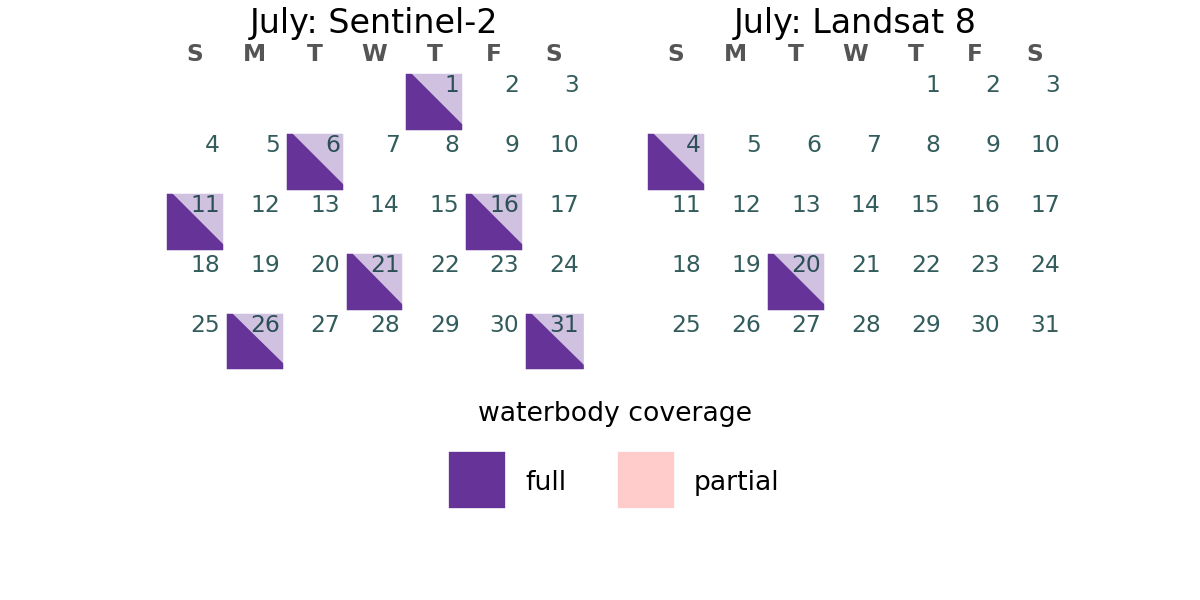 July: Sentinel-2
S M T W T F S
1 2 3
4 5 6 7 8 9 10
11 12 13 14 15 16 17
18 19 20 21 22 23 24
25 26 27 28 29 30 31
July: Landsat 8
S M T W T F S
1 2 3
4 5 6 7 8 9 10
11 12 13 14 15 16 17
18 19 20 21 22 23 24
25 26 27 28 29 30 31
waterbody coverage
full
partial